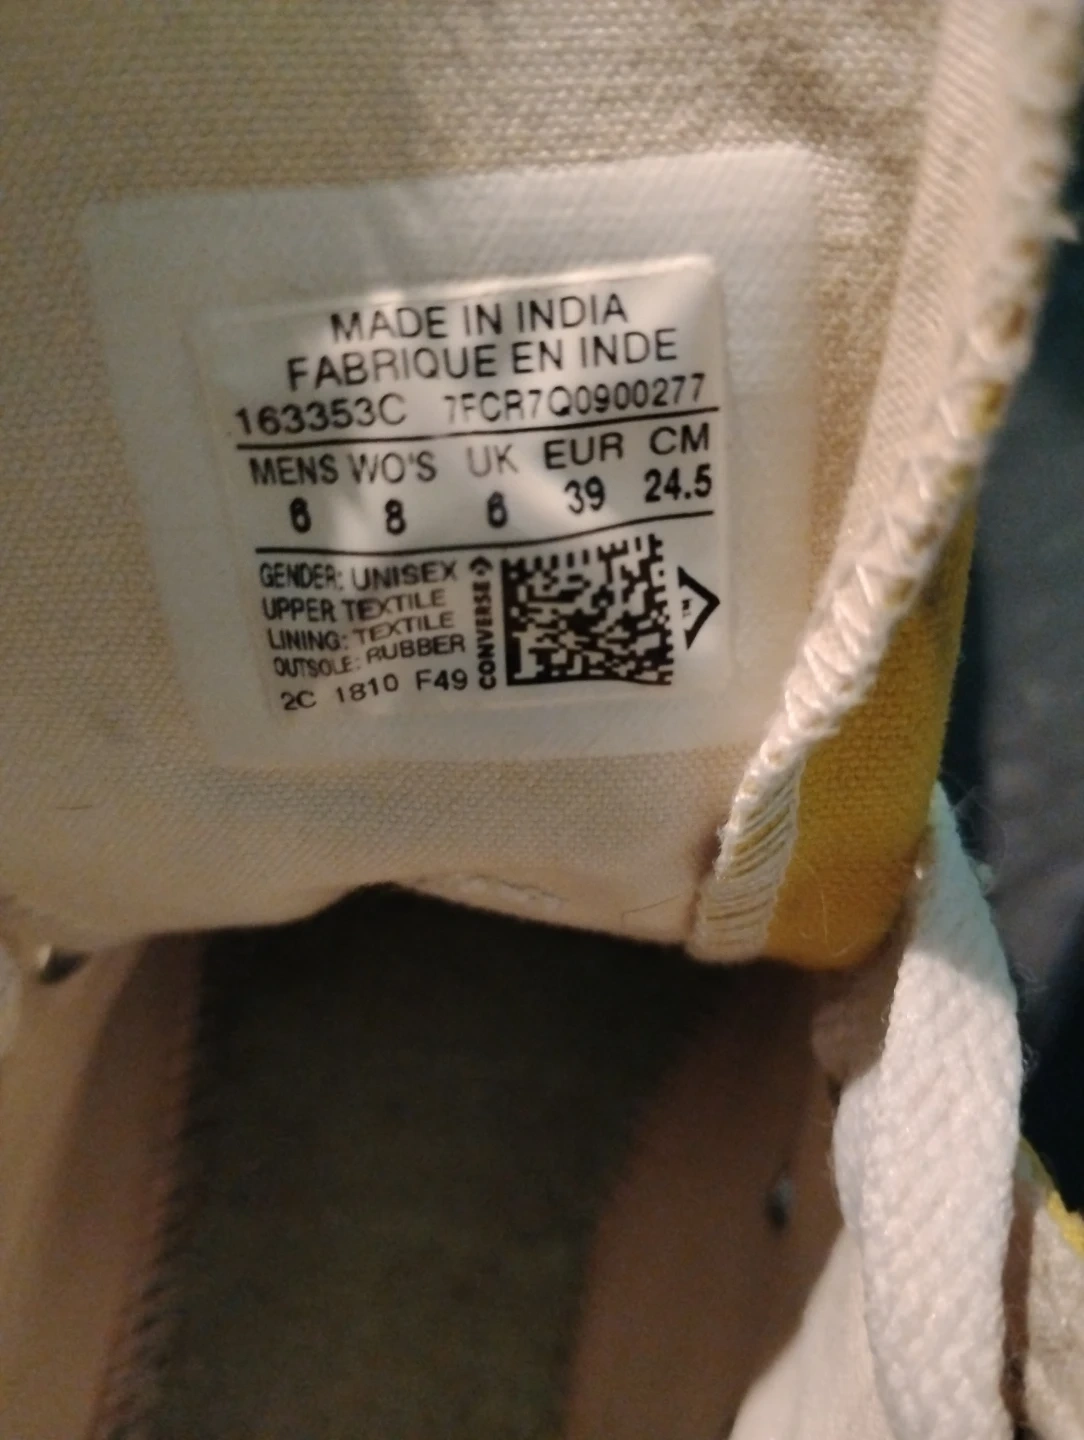 MADE IN INDIA
FABRIQUE EN INDE
163353C 7FCR7Q0900277
MENS WO'S UK EUR CM
6 8 6 39 24.5
GENDER: UNISEX
UPPER TEXTILE
LINING: TEXTILE
OUTSOLE: RUBBER
2C 1810 F49
CONVERSE